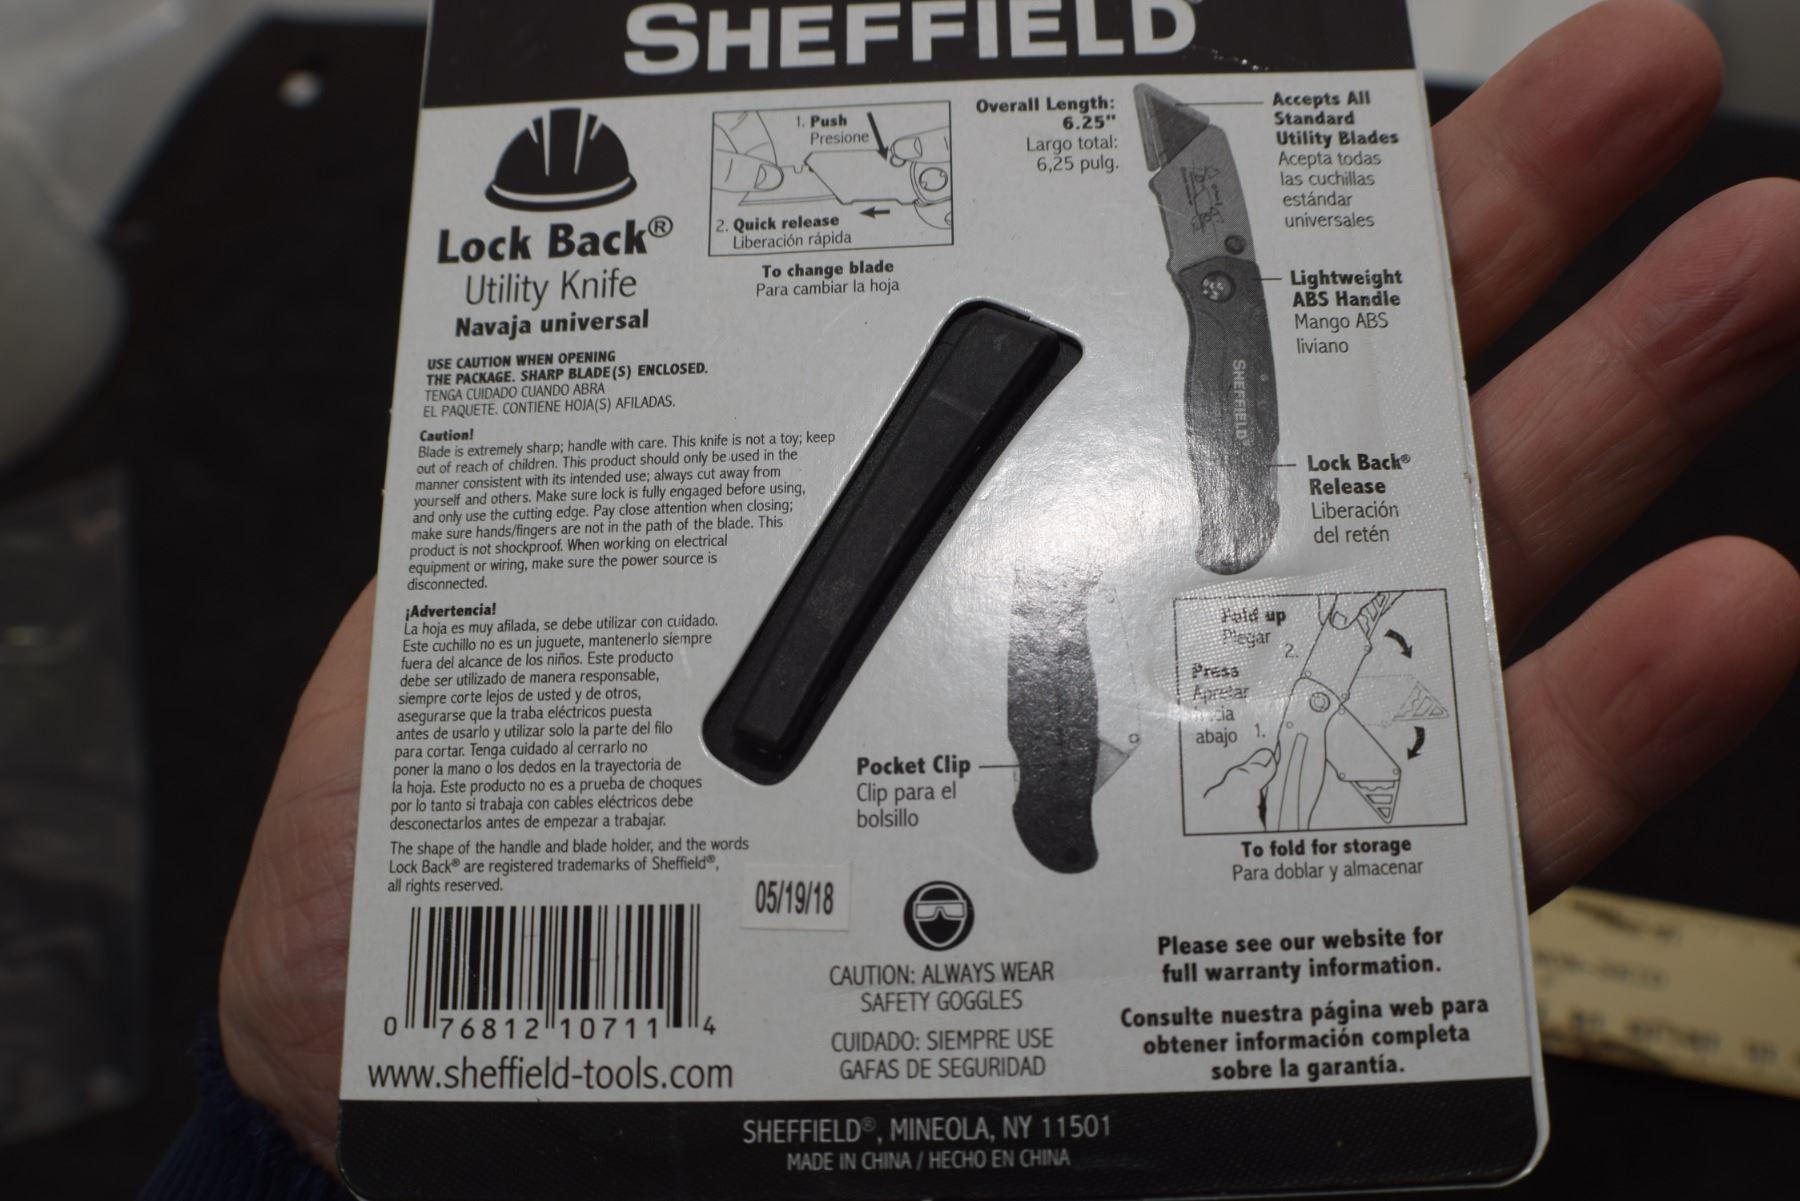 SHEFFIELD
Lock Back®
Utility Knife
Navaja universal
USE CAUTION WHEN OPENING
THE PACKAGE. SHARP BLADE(S) ENCLOSED.
TENGA CUIDADO CUANDO ABRA
EL PAQUETE. CONTIENE HOJA(S) AFILADAS.
Caution!
Blade is extremely sharp; handle with care. This knife is not a toy; keep
out of reach of children. This product should only be used in the
manner consistent with its intended use; always cut away from
yourself and others. Make sure lock is fully engaged before using,
and only use the cutting edge. Pay close attention when closing;
make sure hands/fingers are not in the path of the blade. This
product is not shockproof. When working on electrical
equipment or wiring, make sure the power source is
disconnected.
¡Advertencia!
La hoja es muy afilada, se debe utilizar con cuidado.
Este cuchillo no es un juguete, mantenerlo siempre
fuera del alcance de los niños. Este producto
debe ser utilizado de manera responsable,
siempre corte lejos de usted y de otros,
asegurarse que la traba eléctricos puesta
antes de usarlo y utilizar solo la parte del filo
para cortar. Tenga cuidado al cerrarlo no
poner la mano o los dedos en la trayectoria de
la hoja. Este producto no es a prueba de choques
por lo tanto si trabaja con cables eléctricos debe
desconectarlos antes de empezar a trabajar.
The shape of the handle and blade holder, and the words
Lock Back® are registered trademarks of Sheffield®,
all rights reserved.
0 76812 10711 4
www.sheffield-tools.com
1. Push
Presione
2. Quick release
Liberación rápida
To change blade
Para cambiar la hoja
Overall Length:
6.25"
Largo total:
6,25 pulg.
Accepts All
Standard
Utility Blades
Acepta todas
las cuchillas
estándar
universales
Lightweight
ABS Handle
Mango ABS
liviano
SHEFFIELD
Lock Back®
Release
Liberación
del retén
Pocket Clip
Clip para el
bolsillo
Fold up
Plegar
2.
Press
Apretar
hacia
abajo 1.
To fold for storage
Para doblar y almacenar
05/19/18
CAUTION: ALWAYS WEAR
SAFETY GOGGLES
CUIDADO: SIEMPRE USE
GAFAS DE SEGURIDAD
Please see our website for
full warranty information.
Consulte nuestra página web para
obtener información completa
sobre la garantía.
SHEFFIELD®, MINEOLA, NY 11501
MADE IN CHINA / HECHO EN CHINA